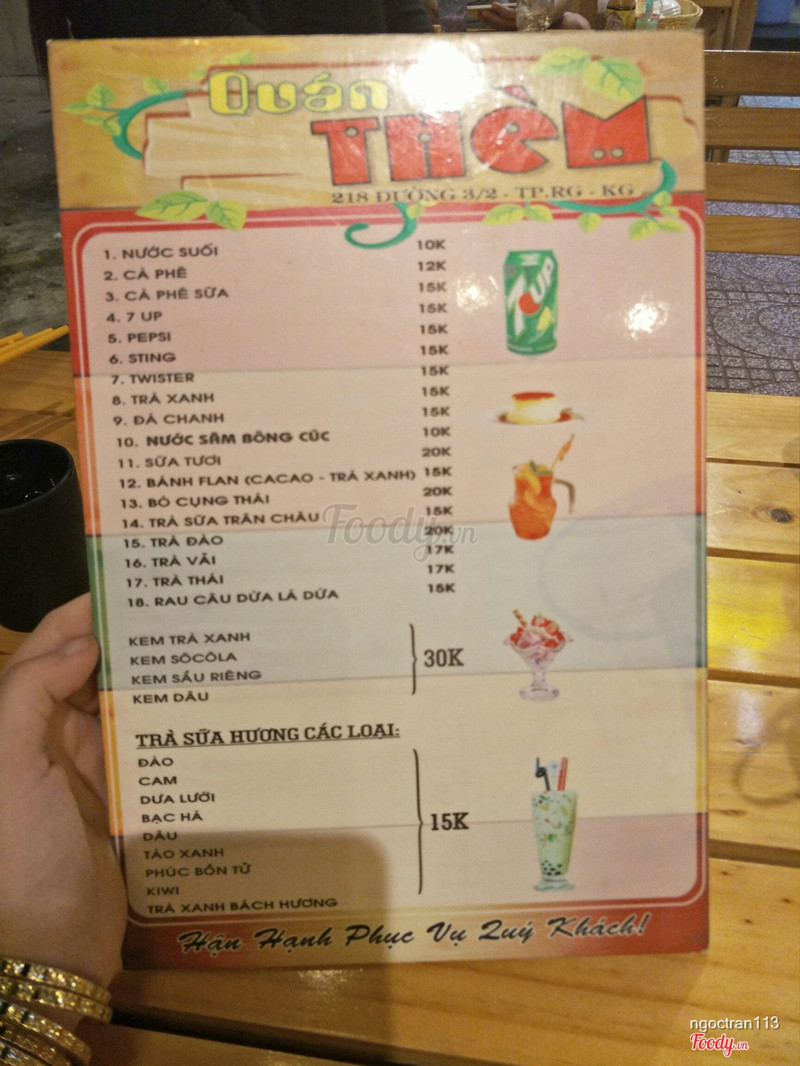 Quán
THÈM
218 ĐƯỜNG 3/2 - TP.RG - KG
1. NƯỚC SUỐI 10K
2. CÀ PHÊ 12K
3. CÀ PHÊ SỮA 15K
4. 7 UP 15K
5. PEPSI 15K
6. STING 15K
7. TWISTER 15K
8. TRÀ XANH 15K
9. ĐÁ CHANH 15K
10. NƯỚC SÂM BÔNG CÚC 10K
11. SỮA TƯƠI 20K
12. BÁNH FLAN (CACAO - TRÀ XANH) 15K
13. BÒ CỤNG THÁI 20K
14. TRÀ SỮA TRÂN CHÂU 15K
15. TRÀ ĐÀO 20K
16. TRÀ VẢI 17K
17. TRÀ THÁI 17K
18. RAU CÂU DỪA LÁ DỨA 15K
7UP
KEM TRÀ XANH
KEM SÔCÔLA
KEM SẦU RIÊNG
KEM DÂU
30K
TRÀ SỮA HƯƠNG CÁC LOẠI:
ĐÀO
CAM
DƯA LƯỚI
BẠC HÀ
DÂU
TÁO XANH
PHÚC BỒN TỬ
KIWI
TRÀ XANH BÁCH HƯƠNG
15K
Hận Hạnh Phục Vụ Quý Khách!
Foody.vn
ngoctran113
Foody.vn